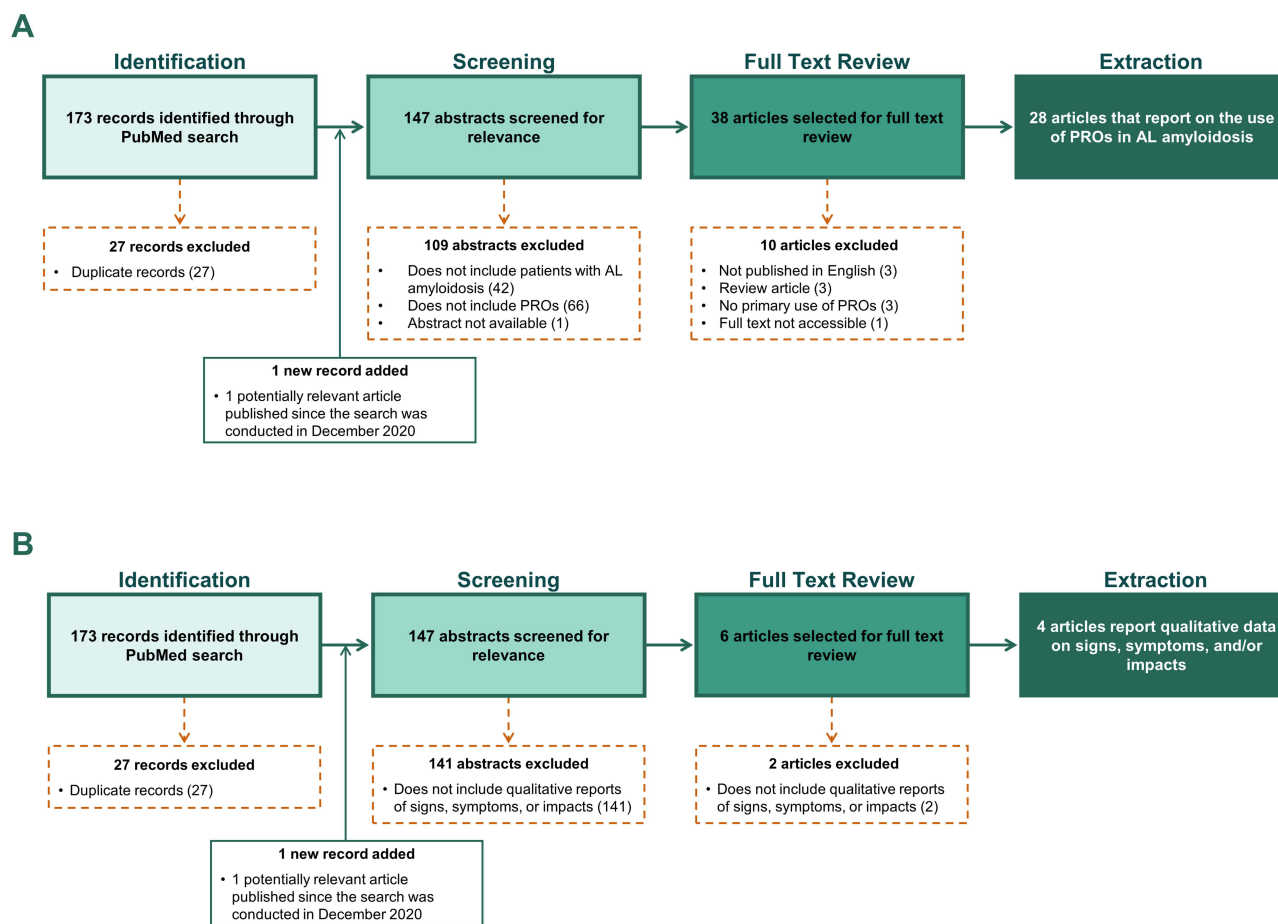 A
Identification
Screening
Full Text Review
Extraction
173 records identified through
PubMed search
147 abstracts screened for
relevance
38 articles selected for full text
review
28 articles that report on the use
of PROs in AL amyloidosis
27 records excluded
• Duplicate records (27)
109 abstracts excluded
• Does not include patients with AL
amyloidosis (42)
• Does not include PROs (66)
• Abstract not available (1)
10 articles excluded
• Not published in English (3)
• Review article (3)
• No primary use of PROs (3)
• Full text not accessible (1)
1 new record added
• 1 potentially relevant article
published since the search was
conducted in December 2020
B
Identification
Screening
Full Text Review
Extraction
173 records identified through
PubMed search
147 abstracts screened for
relevance
6 articles selected for full text
review
4 articles report qualitative data
on signs, symptoms, and/or
impacts
27 records excluded
• Duplicate records (27)
141 abstracts excluded
• Does not include qualitative reports
of signs, symptoms, or impacts (141)
2 articles excluded
• Does not include qualitative reports
of signs, symptoms, or impacts (2)
1 new record added
• 1 potentially relevant article
published since the search was
conducted in December 2020